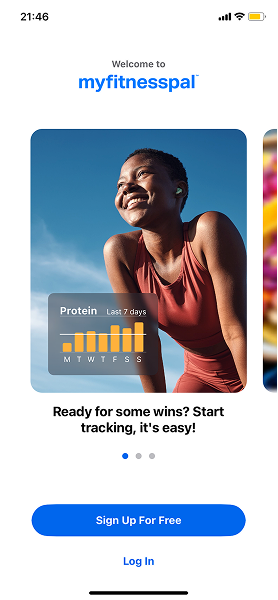 21:46
Welcome to
myfitnesspal
Protein Last 7 days
M T W T F S S
Ready for some wins? Start
tracking, it's easy!
Sign Up For Free
Log In